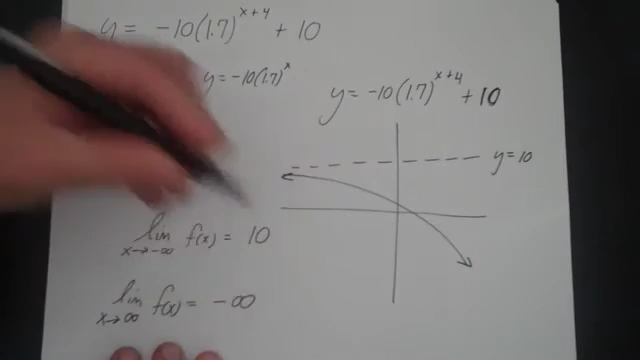 y = -10(1.7)^{x+4} + 10
y = -10(1.7)^x
y = -10(1.7)^{x+4} + 10
y = 10
lim x→-∞ f(x) = 10
lim x→∞ f(x) = -∞